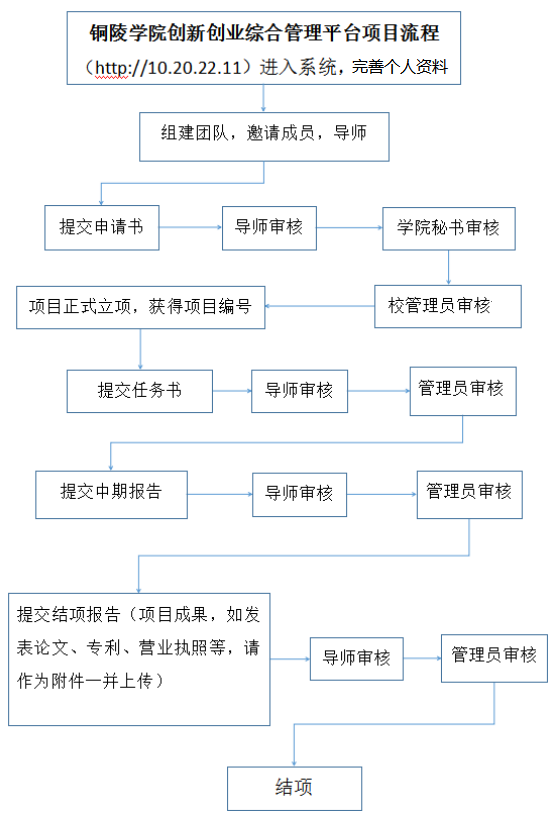 铜陵学院创新创业综合管理平台项目流程
（http://10.20.22.11）进入系统，完善个人资料
组建团队，邀请成员，导师
提交申请书
导师审核
学院秘书审核
校管理员审核
项目正式立项，获得项目编号
提交任务书
导师审核
管理员审核
提交中期报告
导师审核
管理员审核
提交结项报告（项目成果，如发
表论文、专利、营业执照等，请
作为附件一并上传）
导师审核
管理员审核
结项